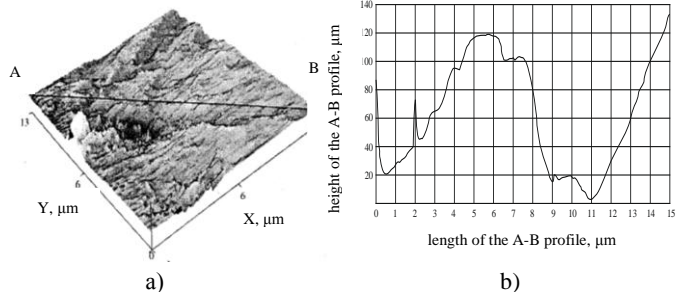 A
B
13
6
0
6
Y, μm
X, μm
a)
height of the A-B profile, μm
140
120
100
80
60
40
20
0 1 2 3 4 5 6 7 8 9 10 11 12 13 14 15
length of the A-B profile, μm
b)